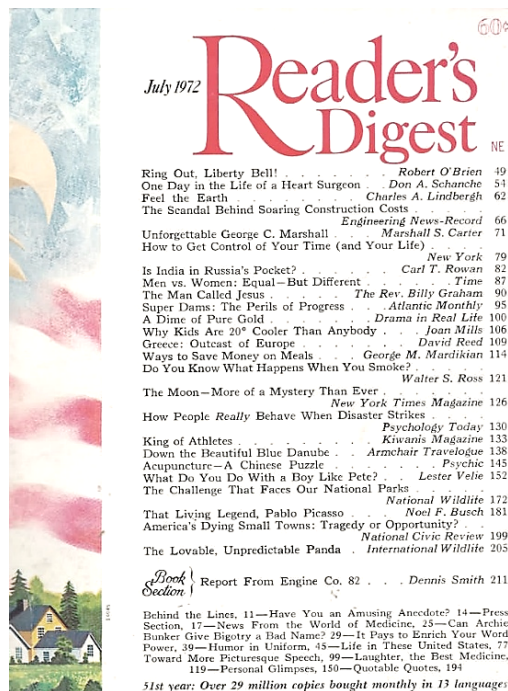 60¢
July 1972
Reader's
Digest
NE
Ring Out, Liberty Bell! . . . . . . . Robert O'Brien 49
One Day in the Life of a Heart Surgeon . . Don A. Schanche 54
Feel the Earth . . . . . . . . Charles A. Lindbergh 62
The Scandal Behind Soaring Construction Costs . . . . .
Engineering News-Record 66
Unforgettable George C. Marshall . . . Marshall S. Carter 71
How to Get Control of Your Time (and Your Life) . . . .
New York 79
Is India in Russia's Pocket? . . . . . Carl T. Rowan 82
Men vs. Women: Equal—But Different . . . . . Time 87
The Man Called Jesus . . . . . The Rev. Billy Graham 90
Super Dams: The Perils of Progress . . . Atlantic Monthly 95
A Dime of Pure Gold . . . . . . Drama in Real Life 100
Why Kids Are 20° Cooler Than Anybody . . . Joan Mills 106
Greece: Outcast of Europe . . . . . . David Reed 109
Ways to Save Money on Meals . . . George M. Mardikian 114
Do You Know What Happens When You Smoke? . . . . .
Walter S. Ross 121
The Moon—More of a Mystery Than Ever . . . . . .
New York Times Magazine 126
How People Really Behave When Disaster Strikes . . . .
Psychology Today 130
King of Athletes . . . . . . . . Kiwanis Magazine 133
Down the Beautiful Blue Danube . . Armchair Travelogue 138
Acupuncture—A Chinese Puzzle . . . . . . . Psychic 145
What Do You Do With a Boy Like Pete? . . Lester Velie 152
The Challenge That Faces Our National Parks . . . . .
National Wildlife 172
That Living Legend, Pablo Picasso . . . Noel F. Busch 181
America's Dying Small Towns: Tragedy or Opportunity? . .
National Civic Review 199
The Lovable, Unpredictable Panda . International Wildlife 205
Book
Section } Report From Engine Co. 82 . . . Dennis Smith 211
Behind the Lines, 11—Have You an Amusing Anecdote? 14—Press
Section, 17—News From the World of Medicine, 25—Can Archie
Bunker Give Bigotry a Bad Name? 29—It Pays to Enrich Your Word
Power, 39—Humor in Uniform, 45—Life in These United States, 77
Toward More Picturesque Speech, 99—Laughter, the Best Medicine,
119—Personal Glimpses, 150—Quotable Quotes, 194
51st year: Over 29 million copies bought monthly in 13 languages